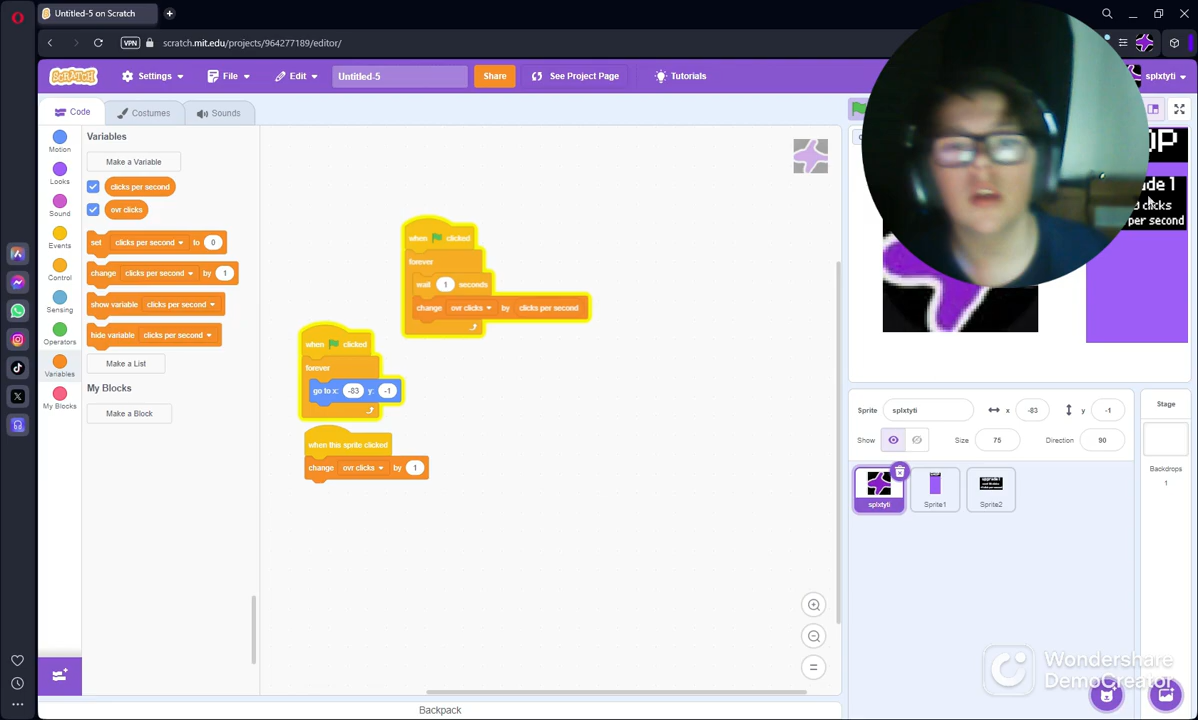 Untitled-5 on Scratch
VPN
scratch.mit.edu/projects/964277189/editor/
SCRATCH
Settings
File
Edit
Untitled-5
Share
See Project Page
Tutorials
splxtyti
Code
Costumes
Sounds
Motion
Looks
Sound
Events
Control
Sensing
Operators
Variables
My Blocks
Variables
Make a Variable
clicks per second
ovr clicks
set clicks per second to 0
change clicks per second by 1
show variable clicks per second
hide variable clicks per second
Make a List
My Blocks
Make a Block
when clicked
forever
wait 1 seconds
change ovr clicks by clicks per second
when clicked
forever
go to x: -83 y: -1
when this sprite clicked
change ovr clicks by 1
de 1
clicks
per second
Sprite
splxtyti
x
-83
y
-1
Show
Size
75
Direction
90
splxtyti
Sprite1
Sprite2
Stage
Backdrops
1
Backpack
Wondershare
DemoCreator